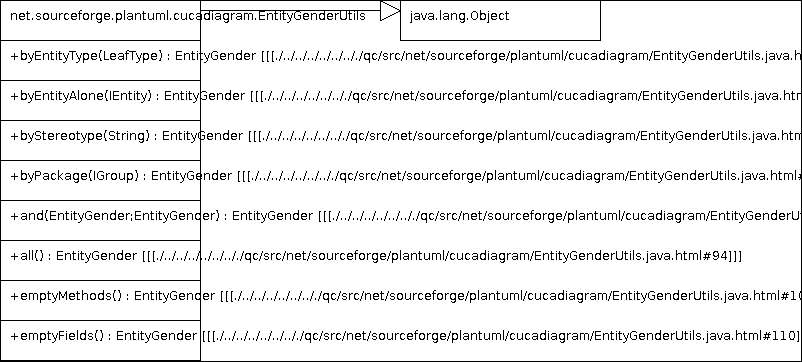 net.sourceforge.plantuml.cucadiagram.EntityGenderUtils
java.lang.Object
+byEntityType(LeafType) : EntityGender [[[./../../../../../../qc/src/net/sourceforge/plantuml/cucadiagram/EntityGenderUtils.java.h
+byEntityAlone(IEntity) : EntityGender [[[./../../../../../../qc/src/net/sourceforge/plantuml/cucadiagram/EntityGenderUtils.java.htm
+byStereotype(String) : EntityGender [[[./../../../../../../qc/src/net/sourceforge/plantuml/cucadiagram/EntityGenderUtils.java.htm
+byPackage(IGroup) : EntityGender [[[./../../../../../../qc/src/net/sourceforge/plantuml/cucadiagram/EntityGenderUtils.java.html#
+and(EntityGender;EntityGender) : EntityGender [[[./../../../../../../qc/src/net/sourceforge/plantuml/cucadiagram/EntityGenderU
+all() : EntityGender [[[./../../../../../../qc/src/net/sourceforge/plantuml/cucadiagram/EntityGenderUtils.java.html#94]]]
+emptyMethods() : EntityGender [[[./../../../../../../qc/src/net/sourceforge/plantuml/cucadiagram/EntityGenderUtils.java.html#10
+emptyFields() : EntityGender [[[./../../../../../../qc/src/net/sourceforge/plantuml/cucadiagram/EntityGenderUtils.java.html#110]